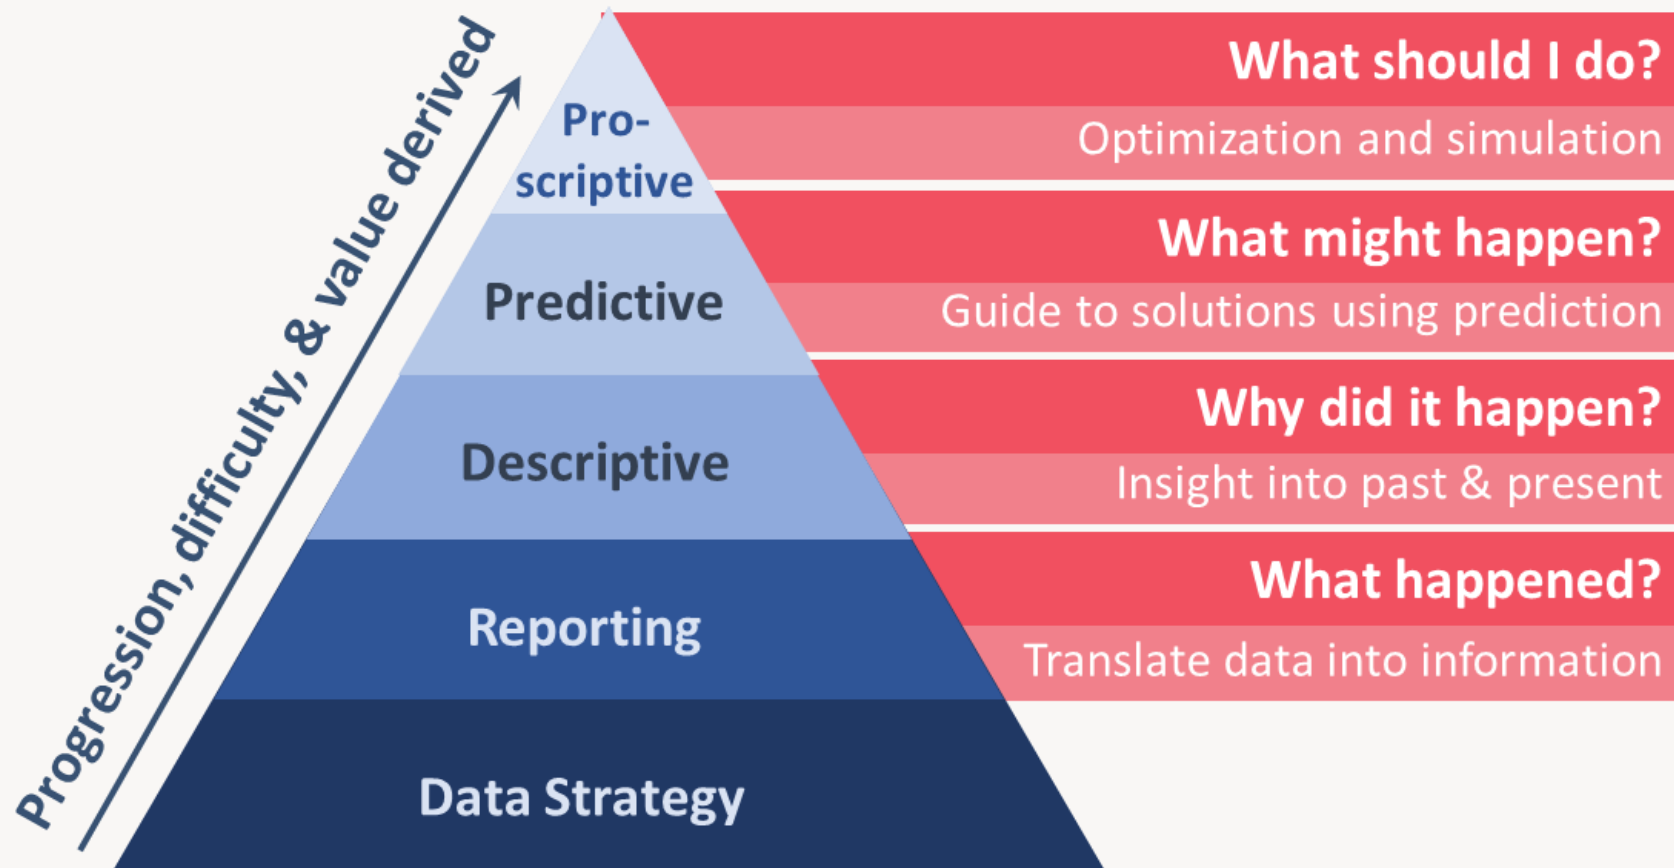 Progression, difficulty, & value derived
Pro-
scriptive
What should I do?
Optimization and simulation
Predictive
What might happen?
Guide to solutions using prediction
Descriptive
Why did it happen?
Insight into past & present
Reporting
What happened?
Translate data into information
Data Strategy